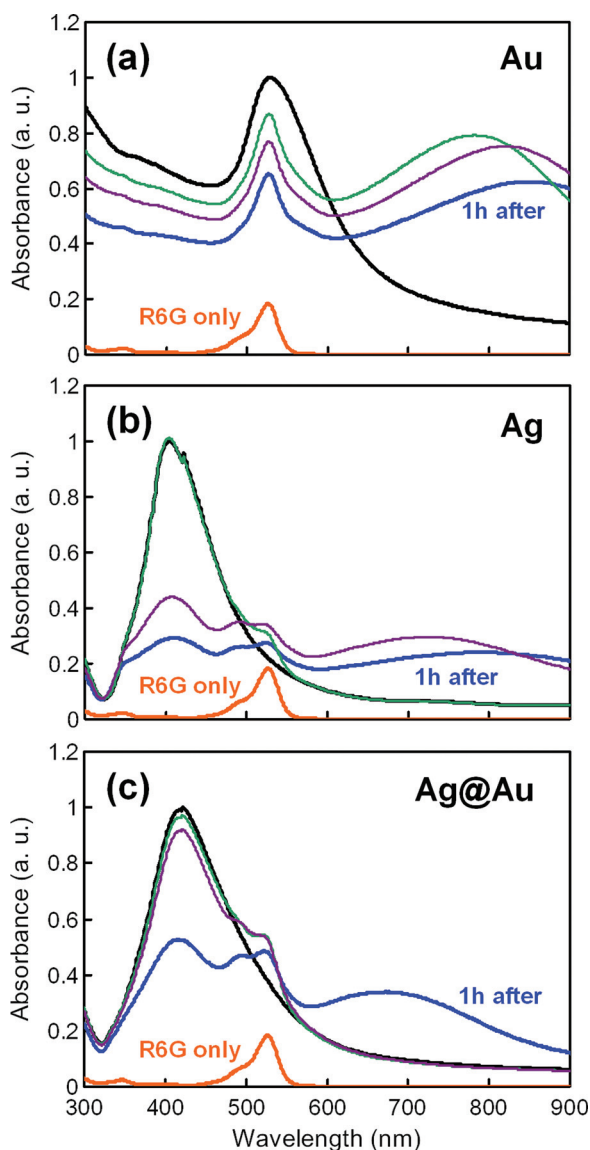 1.2
(a)
Au
1
0.8
0.6
1h after
0.4
R6G only
0.2
0
Absorbance (a. u.)
1.2
(b)
Ag
1
0.8
0.6
0.4
1h after
R6G only
0.2
0
Absorbance (a. u.)
1.2
(c)
Ag@Au
1
0.8
0.6
0.4
1h after
R6G only
0.2
0
Absorbance (a. u.)
300 400 500 600 700 800 900
Wavelength (nm)